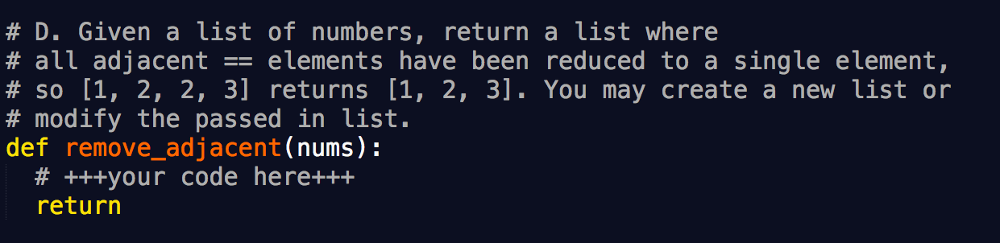 # D. Given a list of numbers, return a list where
# all adjacent == elements have been reduced to a single element,
# so [1, 2, 2, 3] returns [1, 2, 3]. You may create a new list or
# modify the passed in list.
def remove_adjacent(nums):
  # +++your code here+++
  return